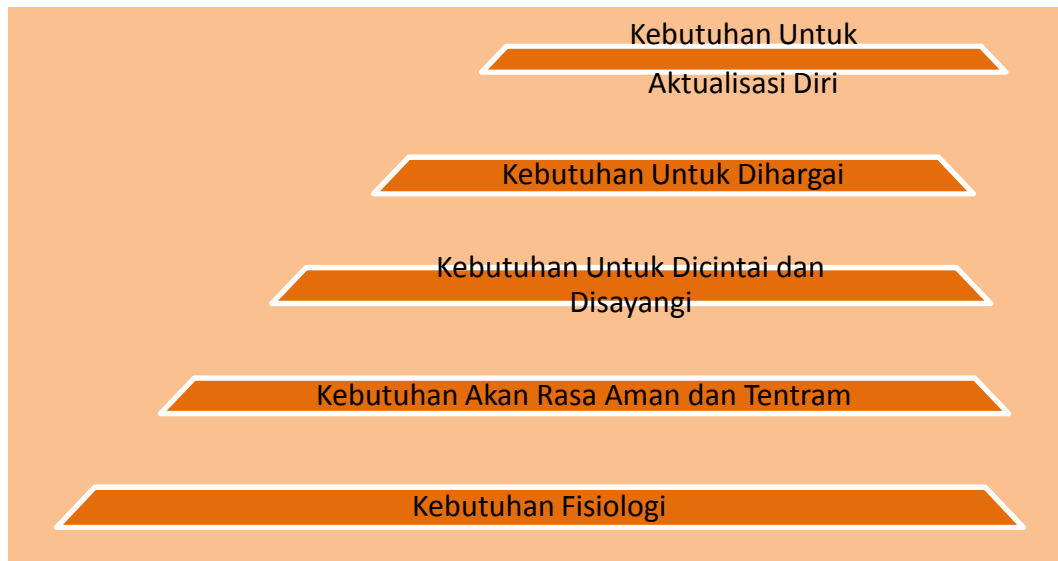 Kebutuhan Untuk
Aktualisasi Diri
Kebutuhan Untuk Dihargai
Kebutuhan Untuk Dicintai dan
Disayangi
Kebutuhan Akan Rasa Aman dan Tentram
Kebutuhan Fisiologi